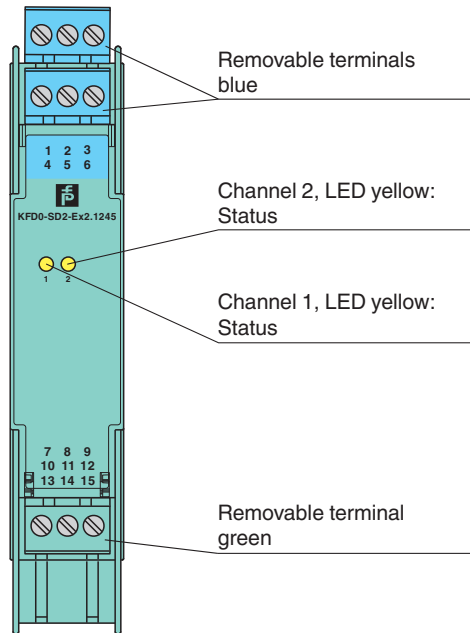 Removable terminals
blue
1 2 3
4 5 6
KFD0-SD2-Ex2.1245
Channel 2, LED yellow:
Status
1 2
Channel 1, LED yellow:
Status
7 8 9
10 11 12
13 14 15
Removable terminal
green